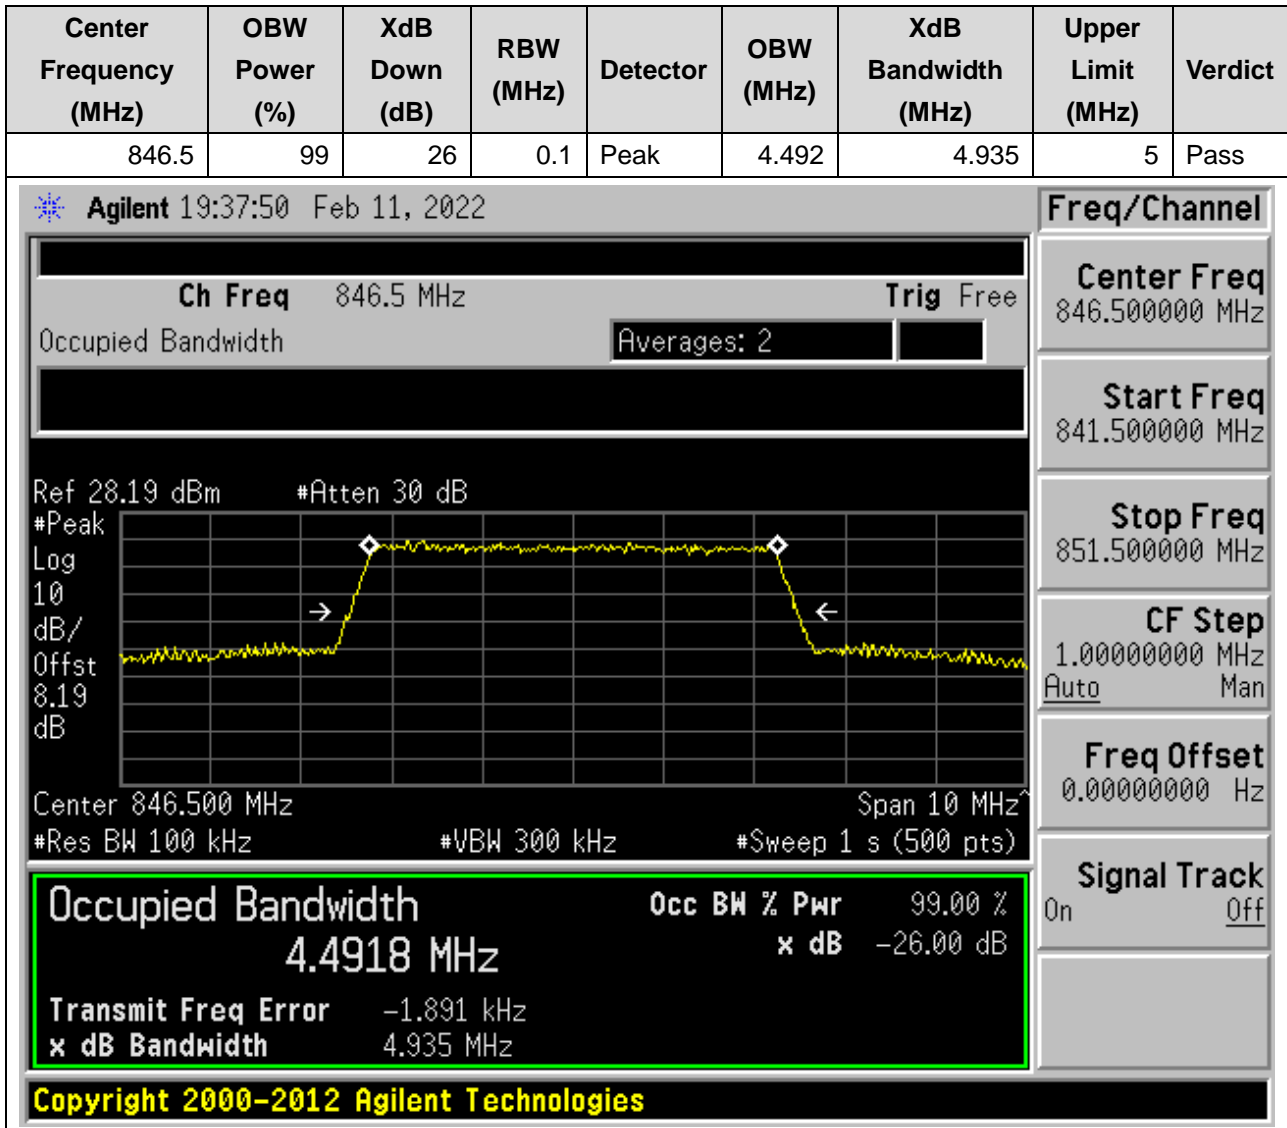 Center Frequency (MHz) OBW Power (%) XdB Down (dB) RBW (MHz) Detector OBW (MHz) XdB Bandwidth (MHz) Upper Limit (MHz) Verdict
846.5 99 26 0.1 Peak 4.492 4.935 5 Pass
Agilent 19:37:50 Feb 11, 2022
Freq/Channel
Ch Freq 846.5 MHz Trig Free
Occupied Bandwidth Averages: 2
Center Freq
846.500000 MHz
Start Freq
841.500000 MHz
Stop Freq
851.500000 MHz
CF Step
1.00000000 MHz
Auto Man
Freq Offset
0.00000000 Hz
Signal Track
On Off
Ref 28.19 dBm #Atten 30 dB
#Peak
Log
10
dB/
Offst
8.19
dB
Center 846.500 MHz Span 10 MHz^
#Res BW 100 kHz #VBW 300 kHz #Sweep 1 s (500 pts)
Occupied Bandwidth Occ BW % Pwr 99.00 %
4.4918 MHz x dB -26.00 dB
Transmit Freq Error -1.891 kHz
x dB Bandwidth 4.935 MHz
Copyright 2000-2012 Agilent Technologies